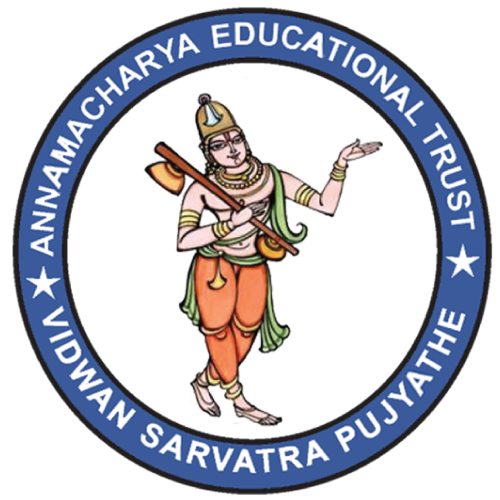 ANNAMACHARYA EDUCATIONAL TRUST
VIDWAN SARVATRA PUJYATHE